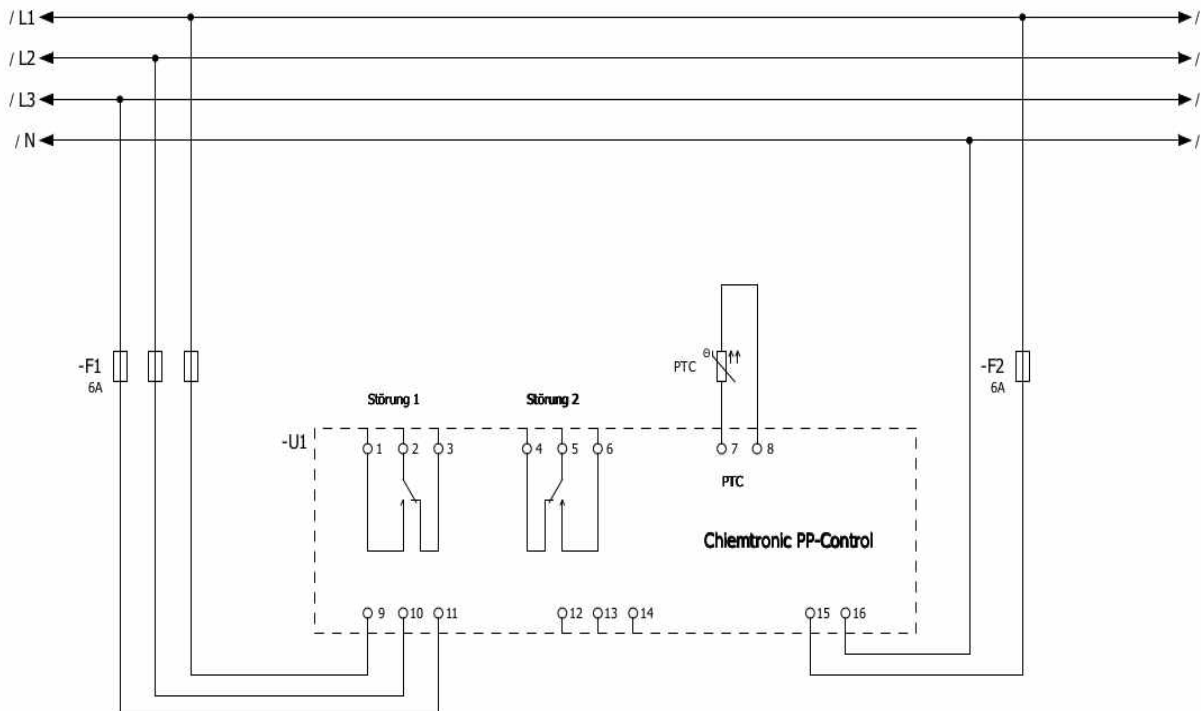 / L1 /
/ L2 /
/ L3 /
/ N /
-F1
6A
PTC
Θ
-F2
6A
Störung 1
Störung 2
-U1
1 2 3 4 5 6 7 8
PTC
Chiemtronic PP-Control
9 10 11 12 13 14 15 16